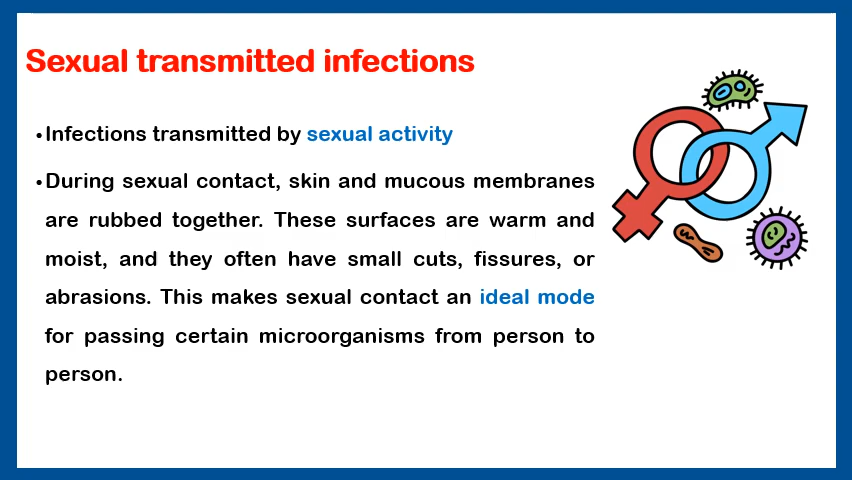 Sexual transmitted infections
•Infections transmitted by sexual activity
•During sexual contact, skin and mucous membranes
are rubbed together. These surfaces are warm and
moist, and they often have small cuts, fissures, or
abrasions. This makes sexual contact an ideal mode
for passing certain microorganisms from person to
person.